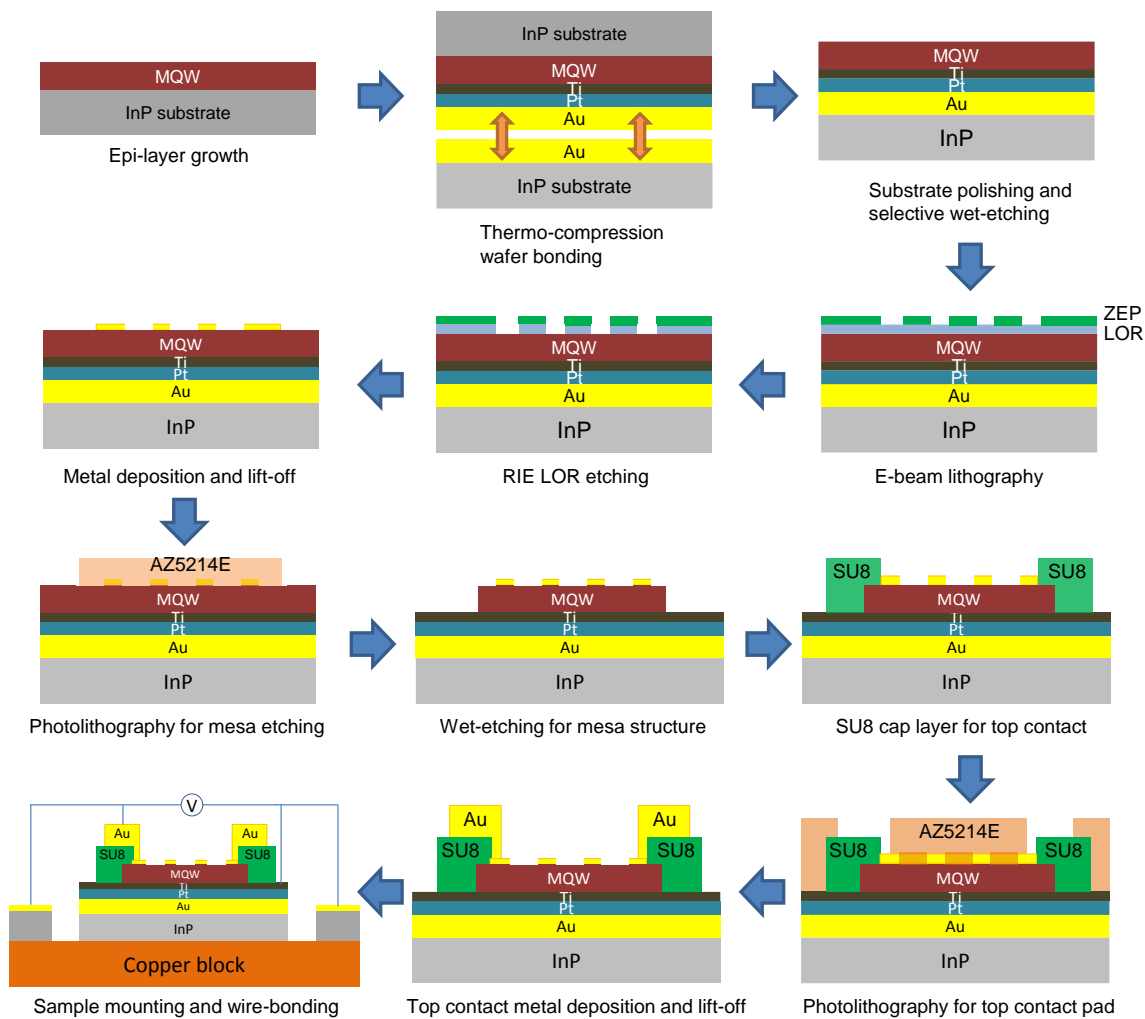 MQW
InP substrate
Epi-layer growth
InP substrate
MQW
Ti
Pt
Au
Au
InP substrate
Thermo-compression
wafer bonding
MQW
Ti
Pt
Au
InP
Substrate polishing and
selective wet-etching
MQW
Ti
Pt
Au
InP
Metal deposition and lift-off
MQW
Ti
Pt
Au
InP
RIE LOR etching
ZEP
LOR
MQW
Ti
Pt
Au
InP
E-beam lithography
AZ5214E
MQW
Ti
Pt
Au
InP
Photolithography for mesa etching
MQW
Ti
Pt
Au
InP
Wet-etching for mesa structure
SU8 SU8
MQW
Ti
Pt
Au
InP
SU8 cap layer for top contact
V
Au Au
SU8 SU8
MQW
Ti
Pt
Au
InP
Copper block
Sample mounting and wire-bonding
Au Au
SU8 SU8
MQW
Ti
Pt
Au
InP
Top contact metal deposition and lift-off
AZ5214E
SU8 SU8
MQW
Ti
Pt
Au
InP
Photolithography for top contact pad